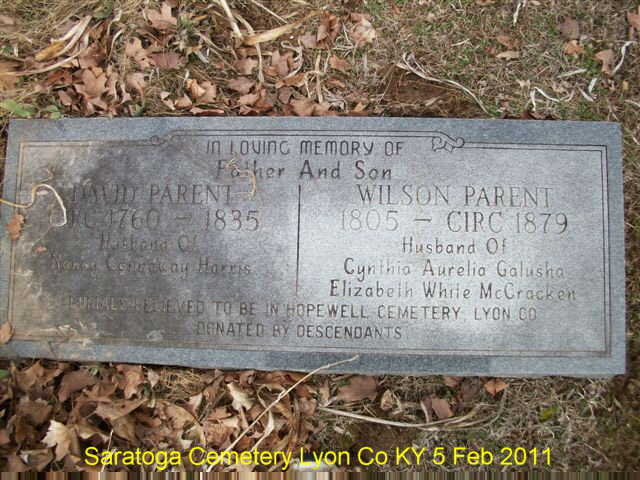 IN LOVING MEMORY OF
Father And Son
DAVID PARENT
CIRC 1760 - 1835
Husband Of
Nancy Connaway Harris
WILSON PARENT
1805 - CIRC 1879
Husband Of
Cynthia Aurelia Galusha
Elizabeth White McCracken
BURIALS BELIEVED TO BE IN HOPEWELL CEMETERY, LYON CO
DONATED BY DESCENDANTS
Saratoga Cemetery Lyon Co KY 5 Feb 2011